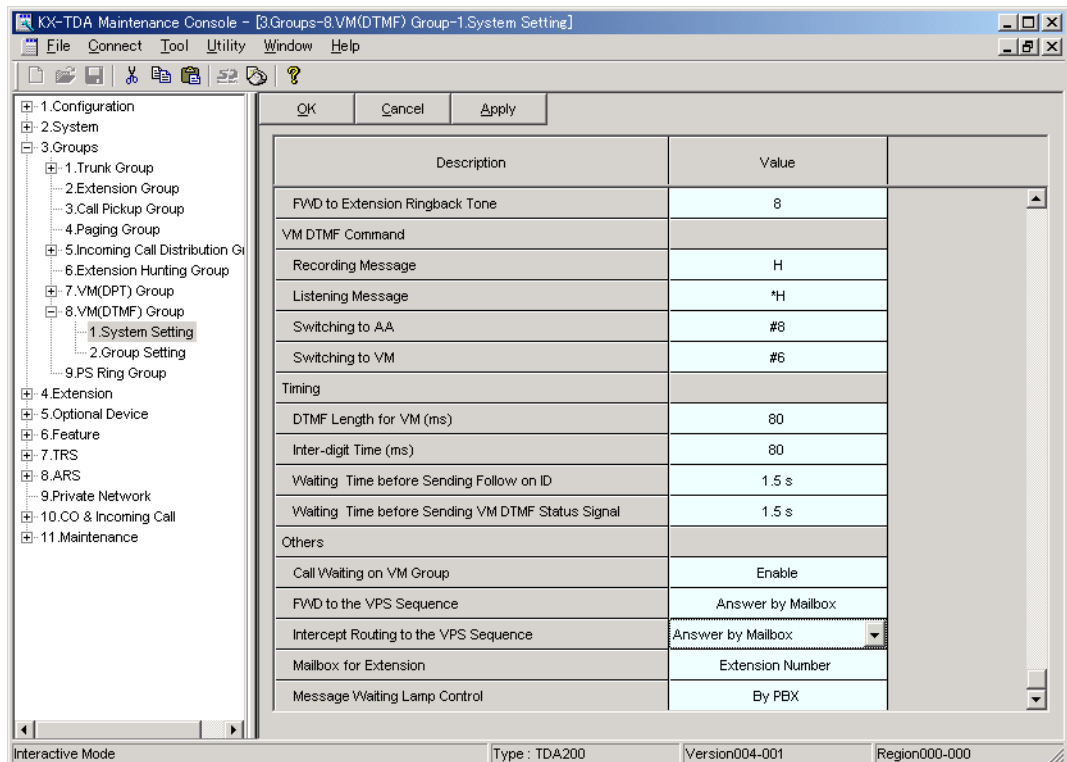 KX-TDA Maintenance Console - [3.Groups-8.VM(DTMF) Group-1.System Setting]
File Connect Tool Utility Window Help
1.Configuration
2.System
3.Groups
1.Trunk Group
2.Extension Group
3.Call Pickup Group
4.Paging Group
5.Incoming Call Distribution Gr
6.Extension Hunting Group
7.VM(DPT) Group
8.VM(DTMF) Group
1.System Setting
2.Group Setting
9.PS Ring Group
4.Extension
5.Optional Device
6.Feature
7.TRS
8.ARS
9.Private Network
10.CO & Incoming Call
11.Maintenance
OK Cancel Apply
Description Value
FWD to Extension Ringback Tone 8
VM DTMF Command
Recording Message H
Listening Message *H
Switching to AA #8
Switching to VM #6
Timing
DTMF Length for VM (ms) 80
Inter-digit Time (ms) 80
Waiting Time before Sending Follow on ID 1.5 s
Waiting Time before Sending VM DTMF Status Signal 1.5 s
Others
Call Waiting on VM Group Enable
FWD to the VPS Sequence Answer by Mailbox
Intercept Routing to the VPS Sequence Answer by Mailbox
Mailbox for Extension Extension Number
Message Waiting Lamp Control By PBX
Interactive Mode Type : TDA200 Version004-001 Region000-000